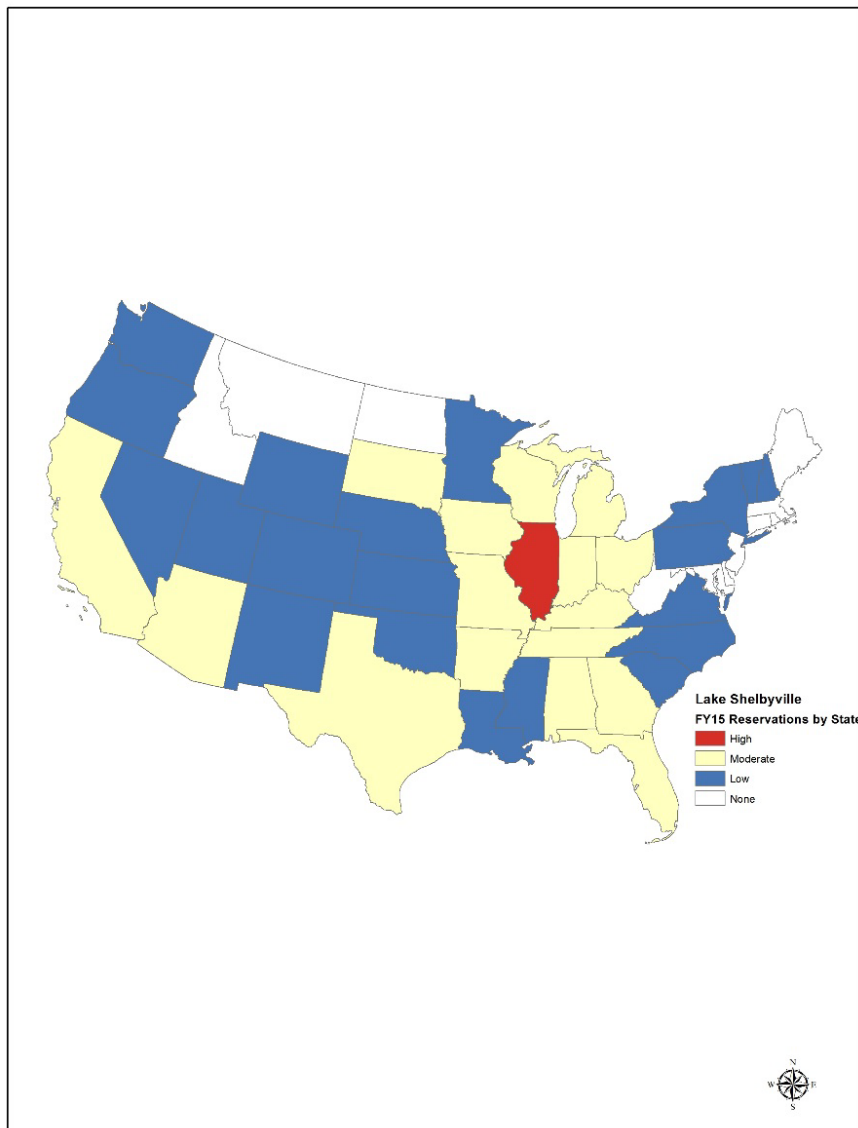 Lake Shelbyville
FY15 Reservations by State
High
Moderate
Low
None
N
W E
S